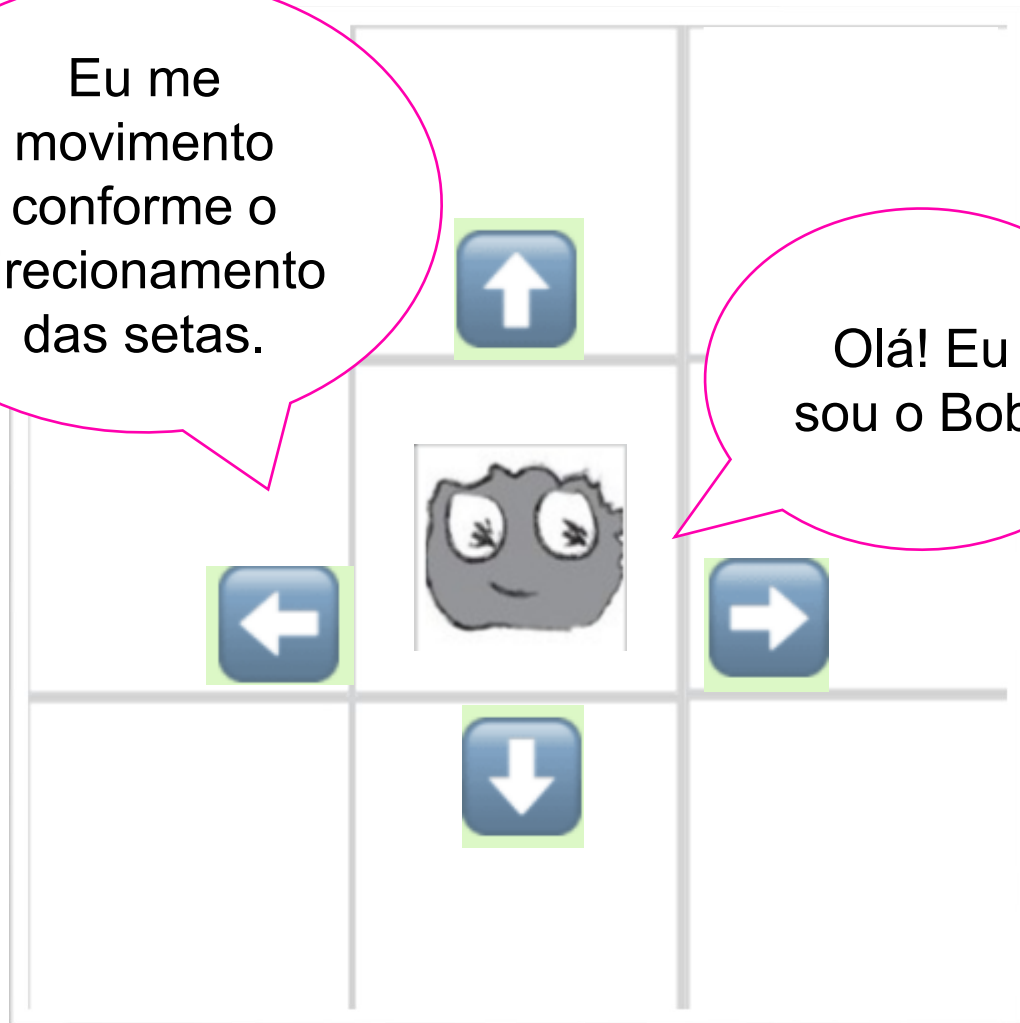 Eu me
movimento
conforme o
recionamento
das setas.
Olá! Eu
sou o Bob